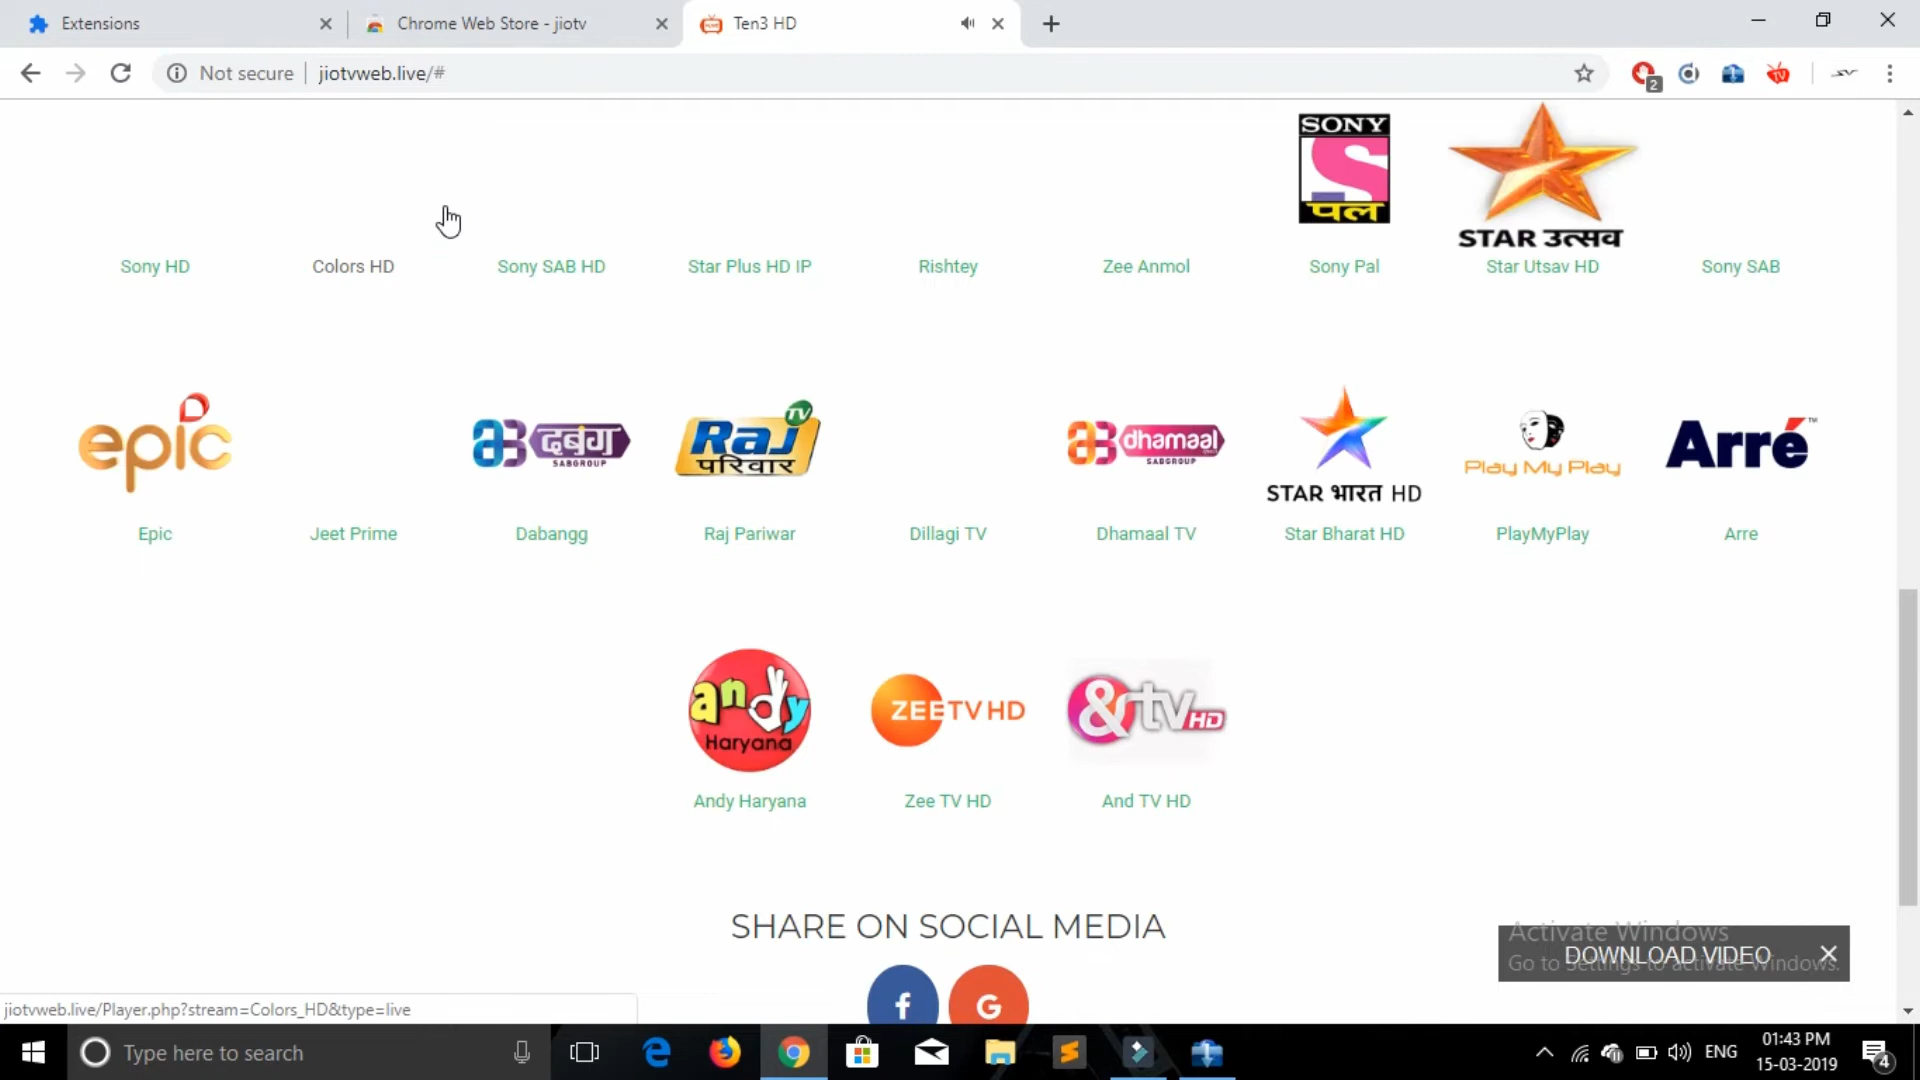 Extensions
Chrome Web Store - jiotv
Ten3 HD
Not secure
jiotvweb.live/#
2
TV
SONY
S
पल
STAR उत्सव
Sony HD
Colors HD
Sony SAB HD
Star Plus HD IP
Rishtey
Zee Anmol
Sony Pal
Star Utsav HD
Sony SAB
epic
दबंग
SABGROUP
Raj TV
परिवार
dhamaal
SABGROUP
STAR भारत HD
Play My Play
Arré™
Epic
Jeet Prime
Dabangg
Raj Pariwar
Dillagi TV
Dhamaal TV
Star Bharat HD
PlayMyPlay
Arre
andy
Haryana
ZEETV HD
&tv HD
Andy Haryana
Zee TV HD
And TV HD
SHARE ON SOCIAL MEDIA
f
G
Activate Windows
Go to Settings to activate Windows.
DOWNLOAD VIDEO
jiotvweb.live/Player.php?stream=Colors_HD&type=live
Type here to search
ENG
01:43 PM
15-03-2019
4